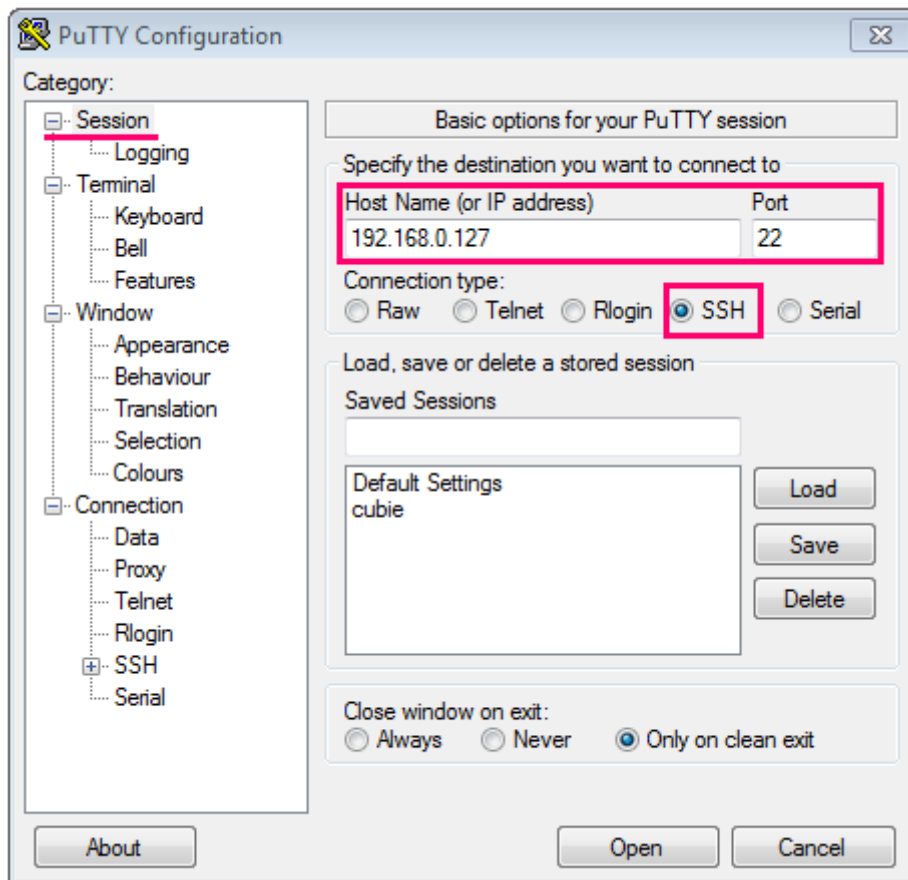 PuTTY Configuration
Category:
Session
Logging
Terminal
Keyboard
Bell
Features
Window
Appearance
Behaviour
Translation
Selection
Colours
Connection
Data
Proxy
Telnet
Rlogin
SSH
Serial
Basic options for your PuTTY session
Specify the destination you want to connect to
Host Name (or IP address) Port
192.168.0.127 22
Connection type:
Raw Telnet Rlogin SSH Serial
Load, save or delete a stored session
Saved Sessions
Default Settings
cubie
Load
Save
Delete
Close window on exit:
Always Never Only on clean exit
About Open Cancel